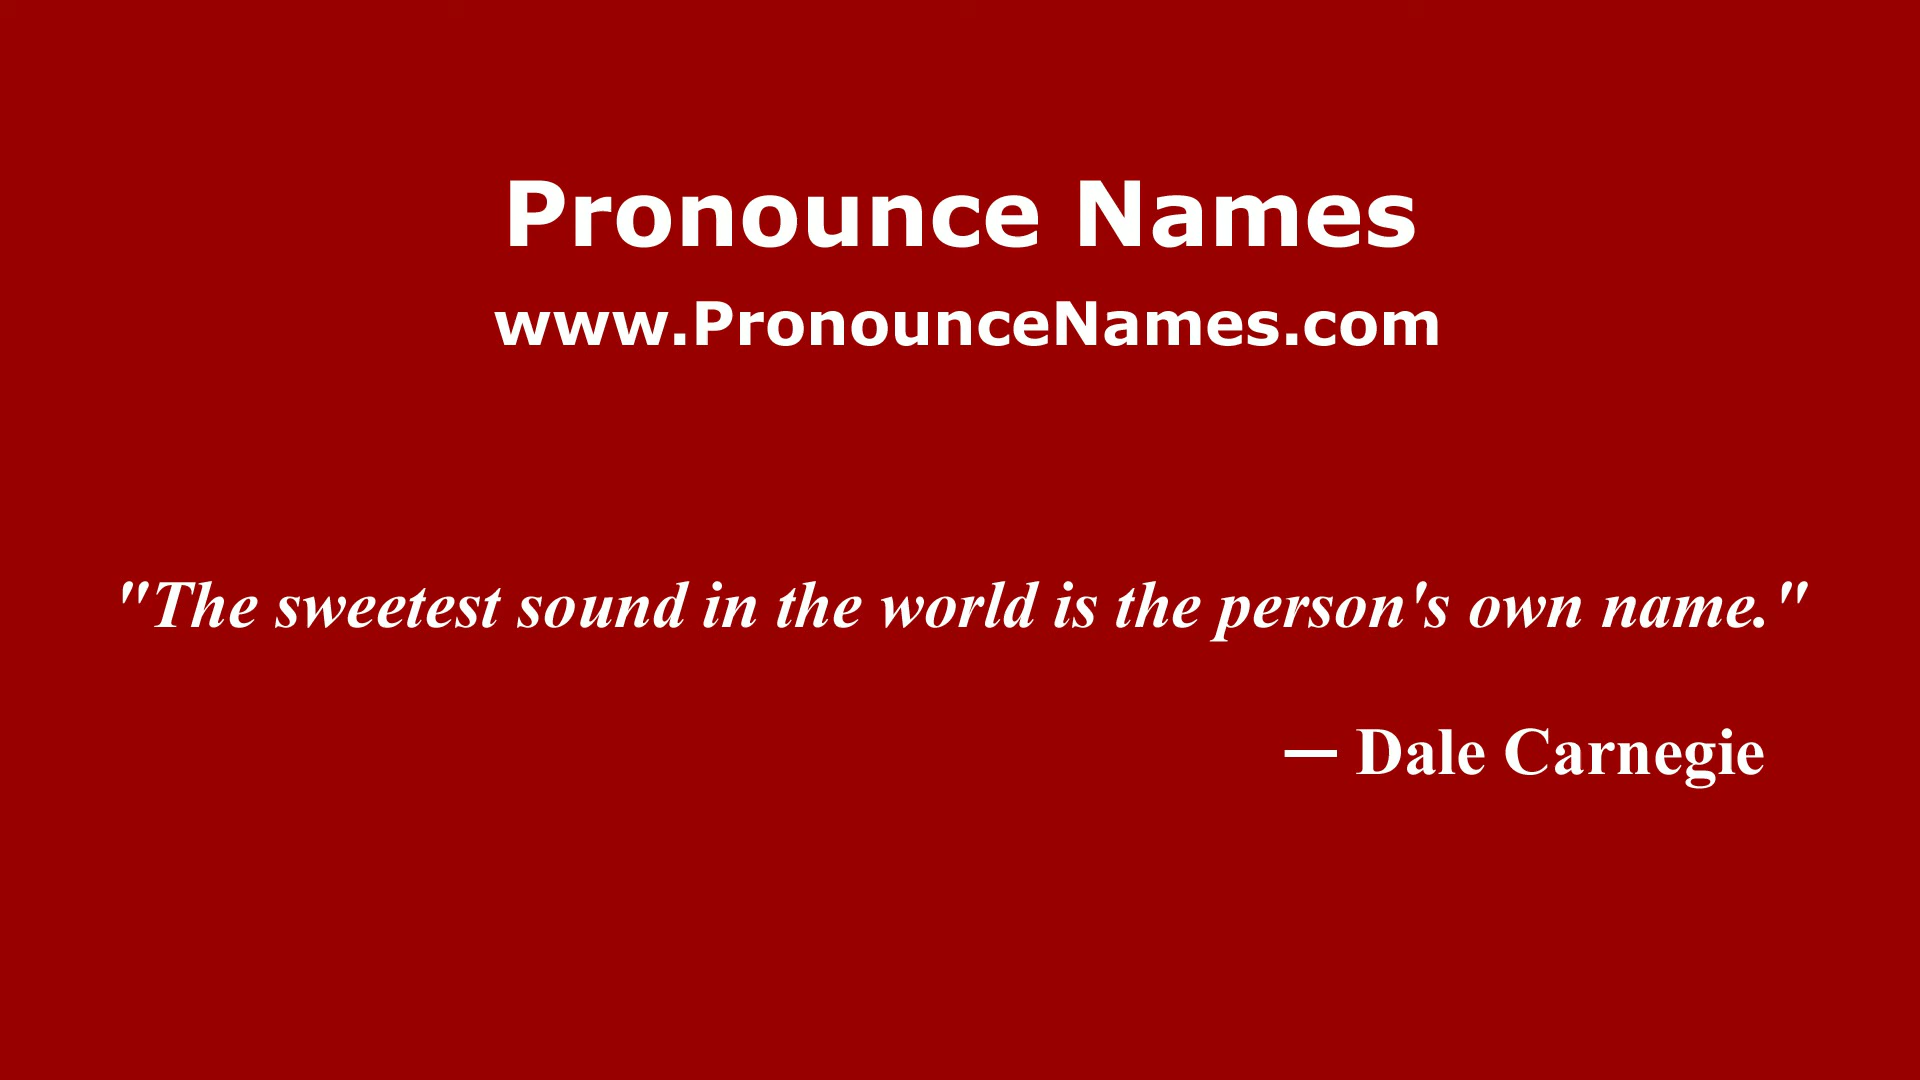 Pronounce Names
www.PronounceNames.com
"The sweetest sound in the world is the person's own name."
— Dale Carnegie